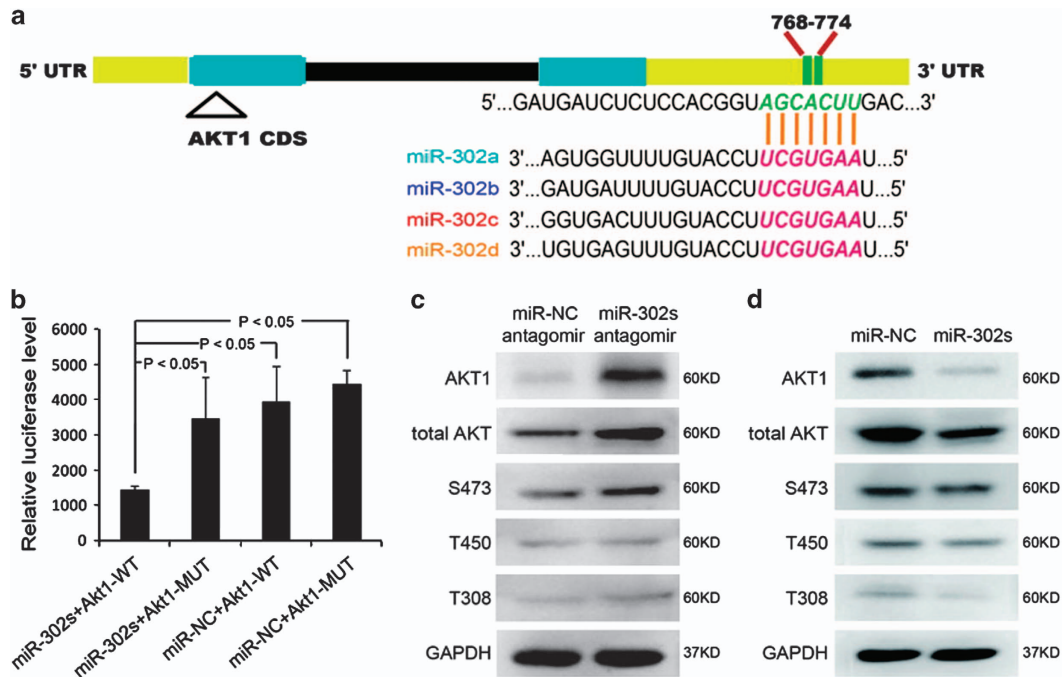 a
768-774
5' UTR
3' UTR
5'...GAUGAUCUCUCCACGGUAGCACUUGAC...3'
AKT1 CDS
miR-302a 3'...AGUGGUUUUGUACCUUCGUGAAU...5'
miR-302b 3'...GAUGAUUUUGUACCUUCGUGAAU...5'
miR-302c 3'...GGUGACUUUGUACCUUCGUGAAU...5'
miR-302d 3'...UGUGAGUUUGUACCUUCGUGAAU...5'
b
Relative luciferase level
6000
5000
4000
3000
2000
1000
0
P < 0.05
P < 0.05
P < 0.05
miR-302s+Akt1-WT
miR-302s+Akt1-MUT
miR-NC+Akt1-WT
miR-NC+Akt1-MUT
c
miR-NC miR-302s
antagomir antagomir
AKT1 60KD
total AKT 60KD
S473 60KD
T450 60KD
T308 60KD
GAPDH 37KD
d
miR-NC miR-302s
AKT1 60KD
total AKT 60KD
S473 60KD
T450 60KD
T308 60KD
GAPDH 37KD